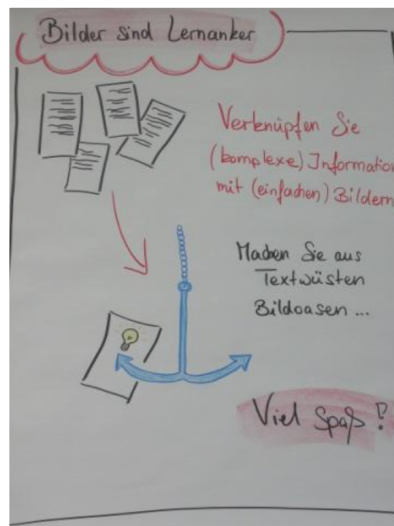 Bilder sind Lernanker
Verknüpfen Sie
(komplexe) Information
mit (einfachen) Bildern
Machen Sie aus
Textwüsten
Bildoasen ...
Viel Spaß!